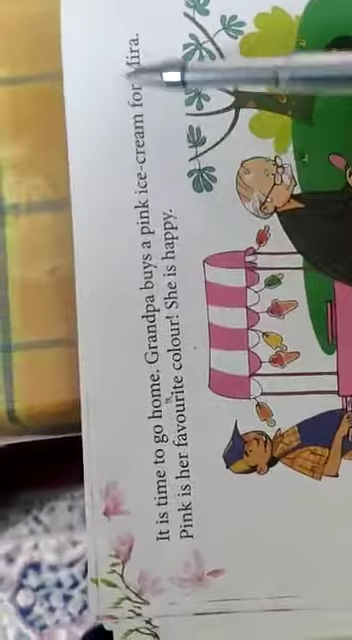 It is time to go home. Grandpa buys a pink ice-cream for Mira.
Pink is her favourite colour! She is happy.